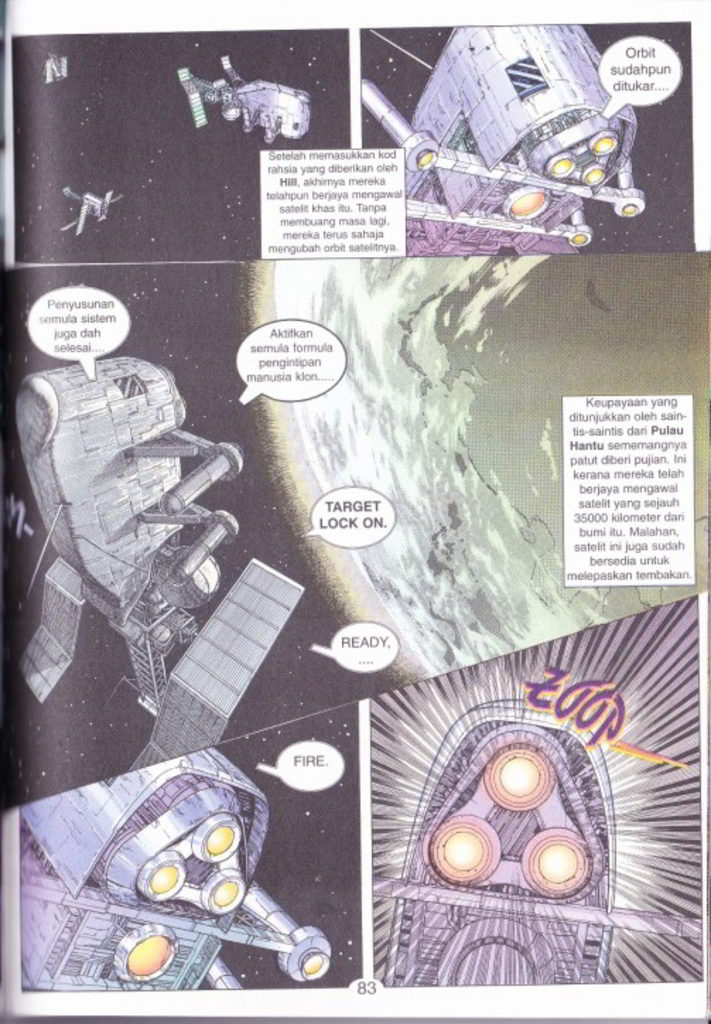 Orbit
sudahpun
ditukar....
Setelah memasukkan kod
rahsia yang diberikan oleh
Hill, akhirnya mereka
telahpun berjaya mengawal
satelit khas itu. Tanpa
membuang masa lagi,
mereka terus sahaja
mengubah orbit satelitnya.
Penyusunan
semula sistem
juga dah
selesai....
Aktifkan
semula formula
pengintipan
manusia klon.....
Keupayaan yang
ditunjukkan oleh sain-
tis-saintis dari Pulau
Hantu sememangnya
patut diberi pujian. Ini
kerana mereka telah
berjaya mengawal
satelit yang sejauh
35000 kilometer dari
bumi itu. Malahan,
satelit ini juga sudah
bersedia untuk
melepaskan tembakan.
TARGET
LOCK ON.
READY,
....
FIRE.
ZOOP
83